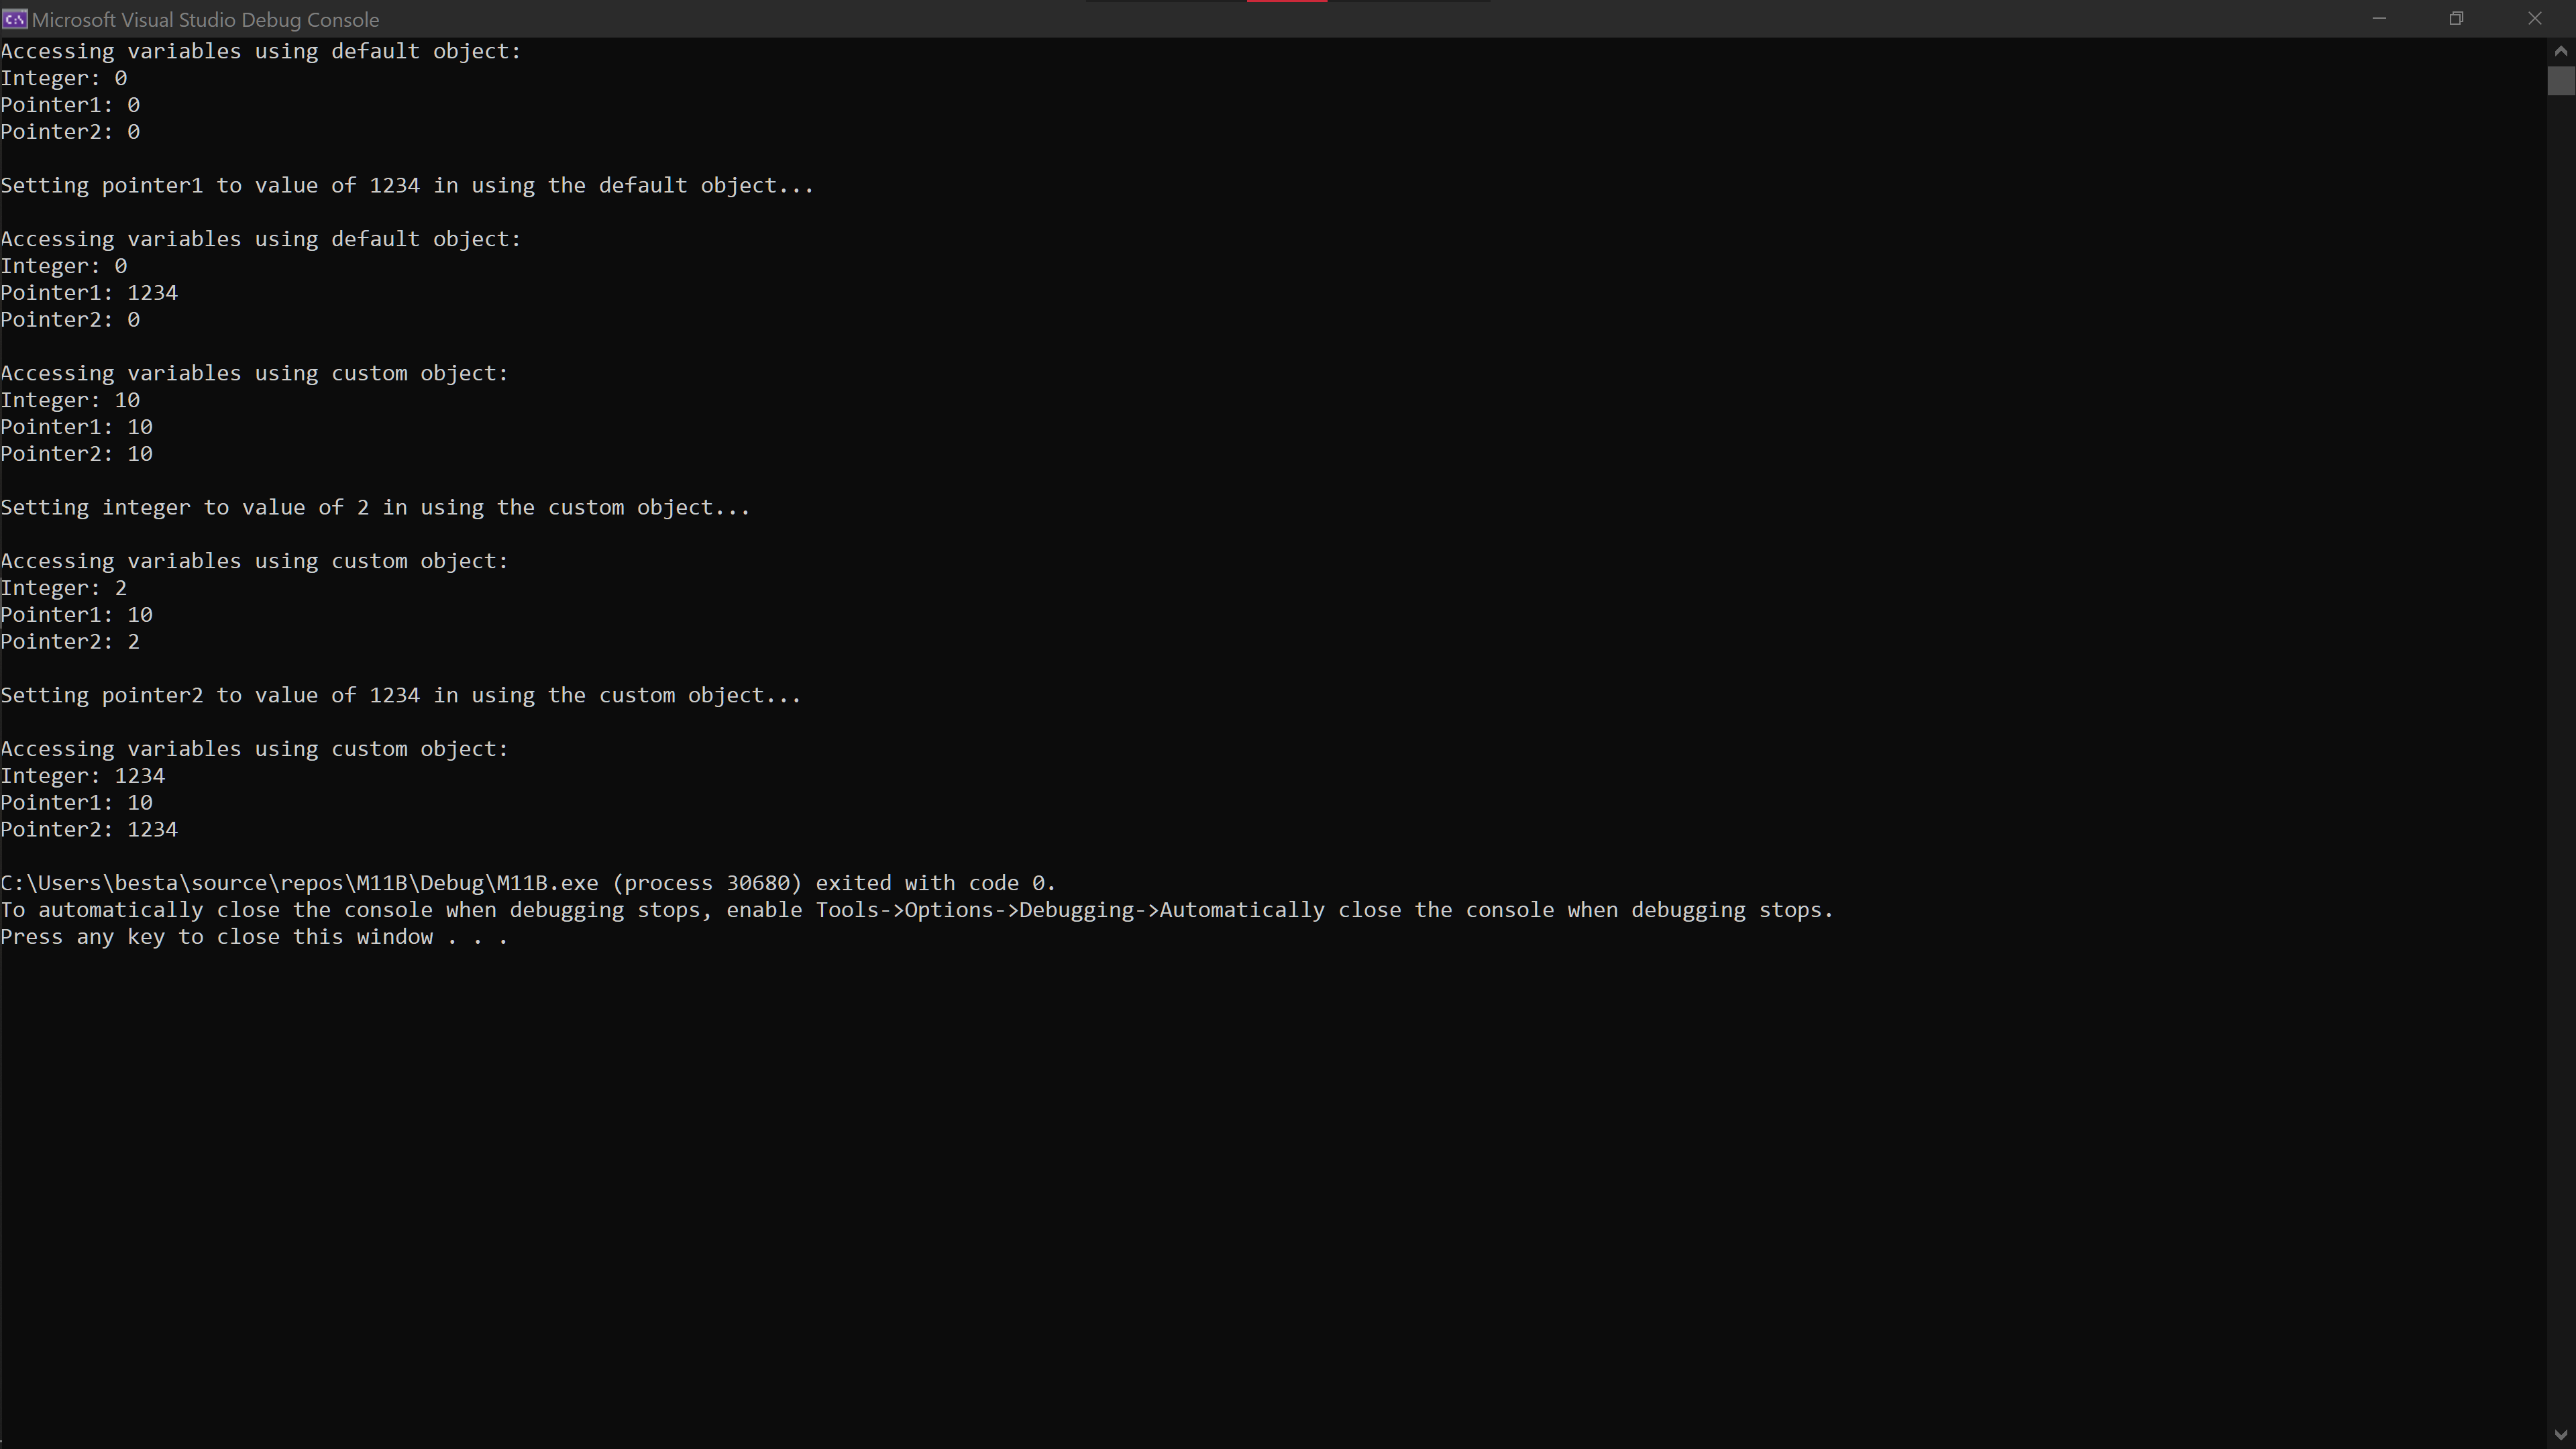 Microsoft Visual Studio Debug Console
Accessing variables using default object:
Integer: 0
Pointer1: 0
Pointer2: 0
Setting pointer1 to value of 1234 in using the default object...
Accessing variables using default object:
Integer: 0
Pointer1: 1234
Pointer2: 0
Accessing variables using custom object:
Integer: 10
Pointer1: 10
Pointer2: 10
Setting integer to value of 2 in using the custom object...
Accessing variables using custom object:
Integer: 2
Pointer1: 10
Pointer2: 2
Setting pointer2 to value of 1234 in using the custom object...
Accessing variables using custom object:
Integer: 1234
Pointer1: 10
Pointer2: 1234
C:\Users\besta\source\repos\M11B\Debug\M11B.exe (process 30680) exited with code 0.
To automatically close the console when debugging stops, enable Tools->Options->Debugging->Automatically close the console when debugging stops.
Press any key to close this window . . .